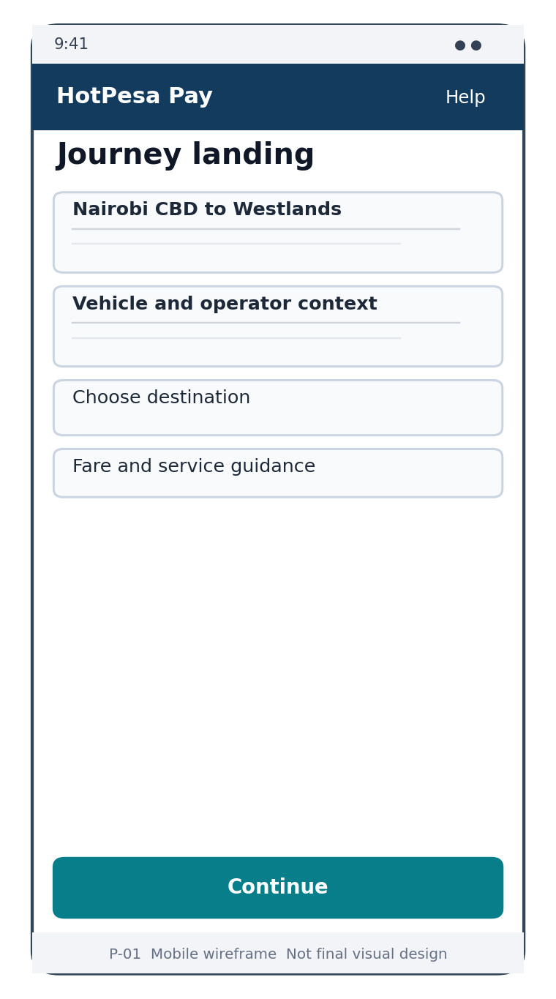 9:41
HotPesa Pay Help
Journey landing
Nairobi CBD to Westlands
Vehicle and operator context
Choose destination
Fare and service guidance
Continue
P-01 Mobile wireframe Not final visual design